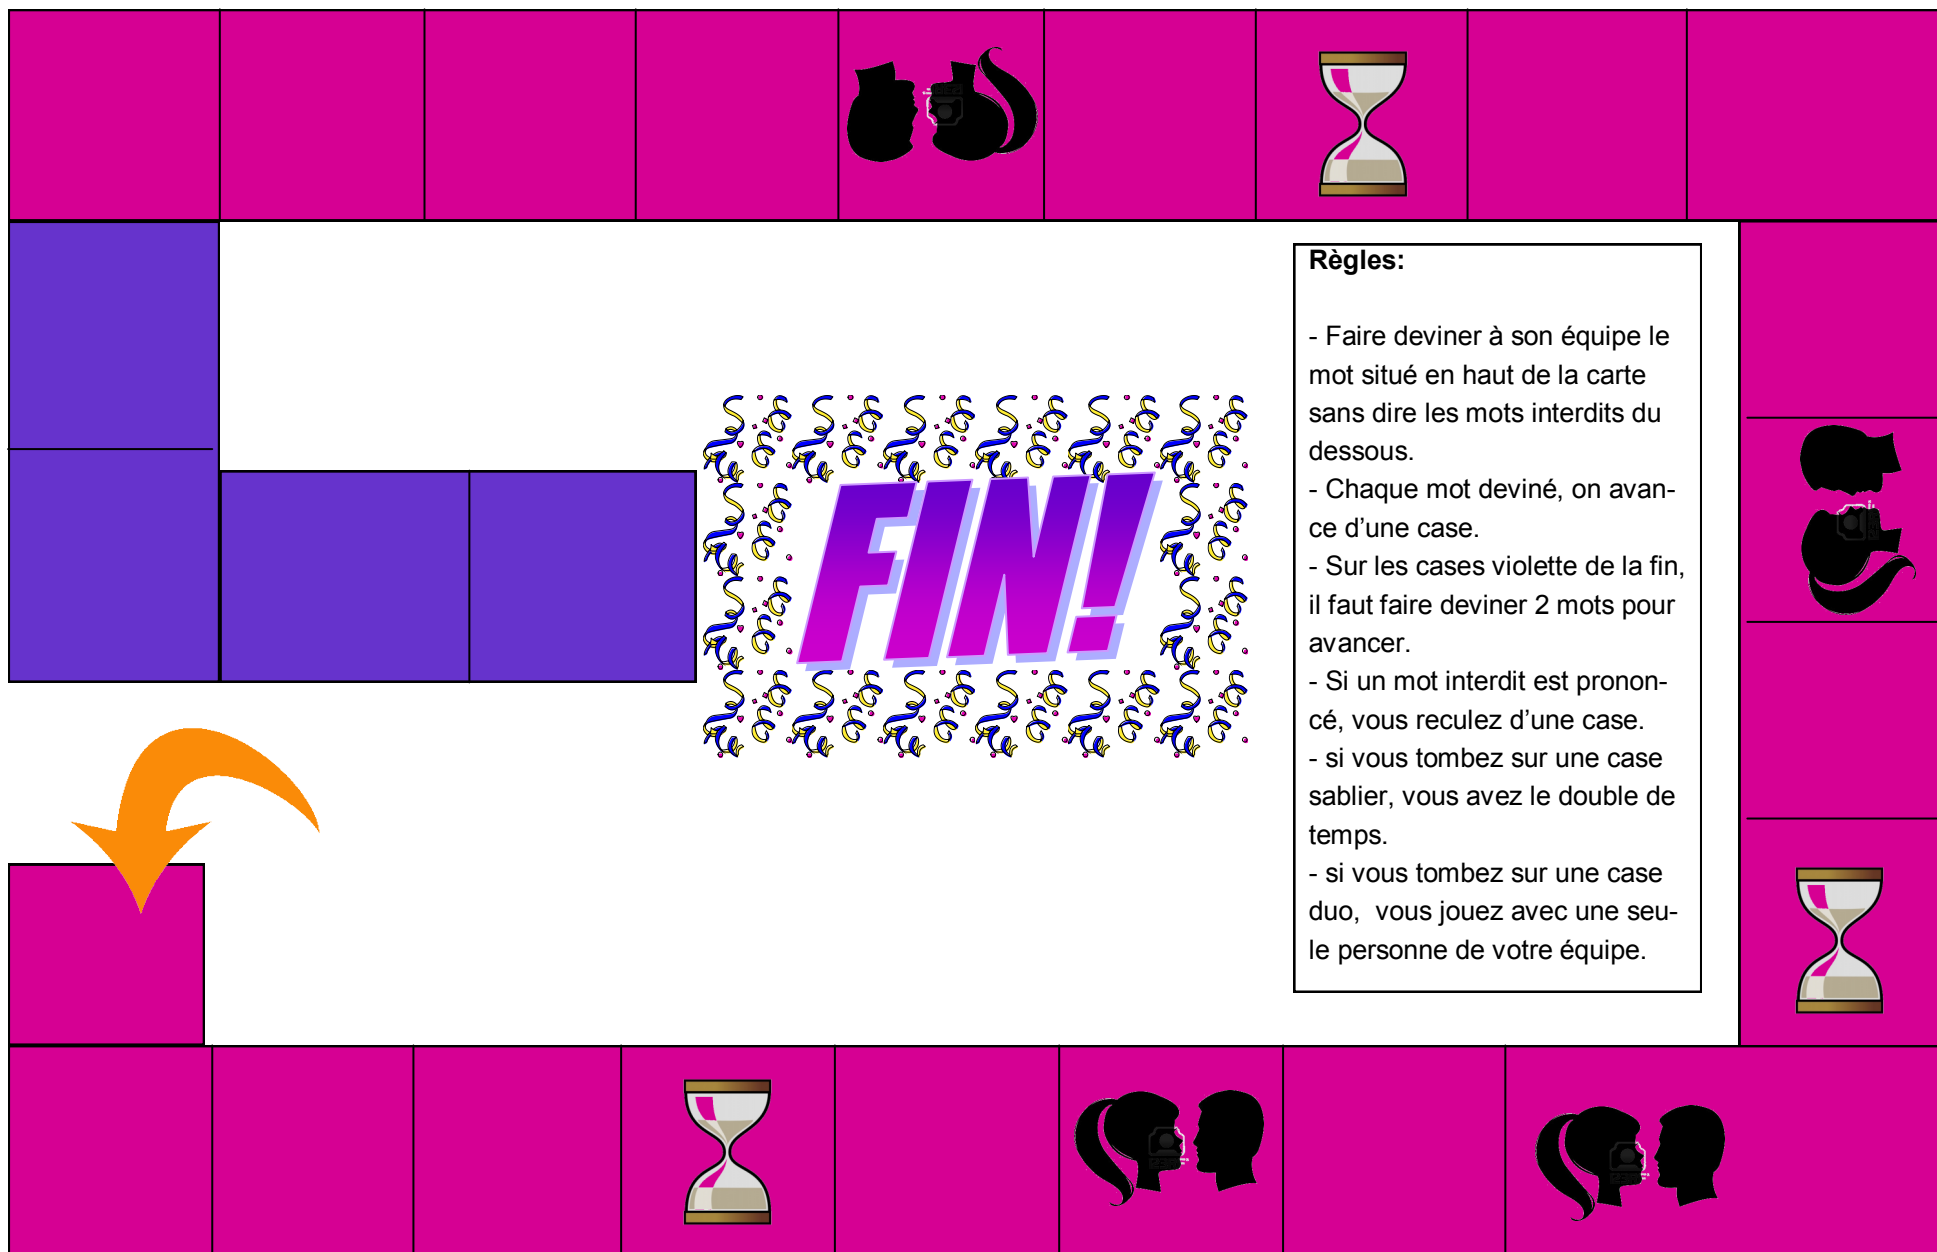 Règles:
- Faire deviner à son équipe le
mot situé en haut de la carte
sans dire les mots interdits du
dessous.
- Chaque mot deviné, on avan-
ce d’une case.
- Sur les cases violette de la fin,
il faut faire deviner 2 mots pour
avancer.
- Si un mot interdit est pronon-
cé, vous reculez d’une case.
- si vous tombez sur une case
sablier, vous avez le double de
temps.
- si vous tombez sur une case
duo,  vous jouez avec une seu-
le personne de votre équipe.
FIN!